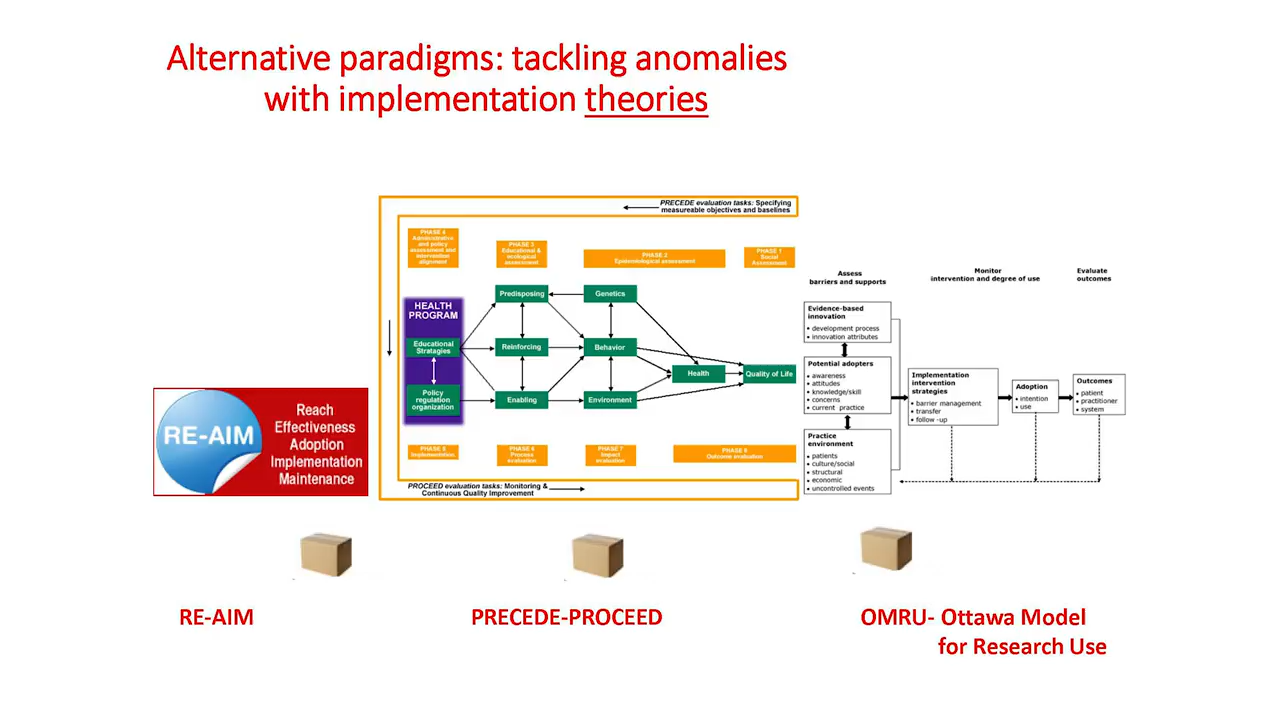 Alternative paradigms: tackling anomalies
with implementation theories
PRECEDE evaluation tasks: Specifying
measureable objectives and baselines
PHASE 4
Administrative
and policy
assessment and
intervention
alignment
PHASE 3
Educational &
ecological
assessment
PHASE 2
Epidemiological assessment
PHASE 1
Social
Assessment
HEALTH
PROGRAM
Educational
Strategies
Policy
regulation
organization
Predisposing
Reinforcing
Enabling
Genetics
Behavior
Environment
Health
Quality of Life
PHASE 5
Implementation
PHASE 6
Process
evaluation
PHASE 7
Impact
evaluation
PHASE 8
Outcome evaluation
PROCEED evaluation tasks: Monitoring &
Continuous Quality Improvement
RE-AIM
Reach
Effectiveness
Adoption
Implementation
Maintenance
Assess
barriers and supports
Monitor
intervention and degree of use
Evaluate
outcomes
Evidence-based
innovation
• development process
• innovation attributes
Potential adopters
• awareness
• attitudes
• knowledge/skill
• concerns
• current practice
Practice
environment
• patients
• culture/social
• structural
• economic
• uncontrolled events
Implementation
intervention
strategies
• barrier management
• transfer
• follow -up
Adoption
• intention
• use
Outcomes
• patient
• practitioner
• system
RE-AIM
PRECEDE-PROCEED
OMRU- Ottawa Model
for Research Use